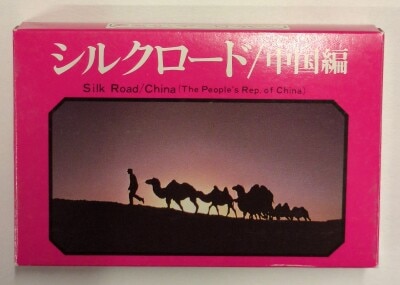 シルクロード/中国編
Silk Road/China (The People's Rep. of China)